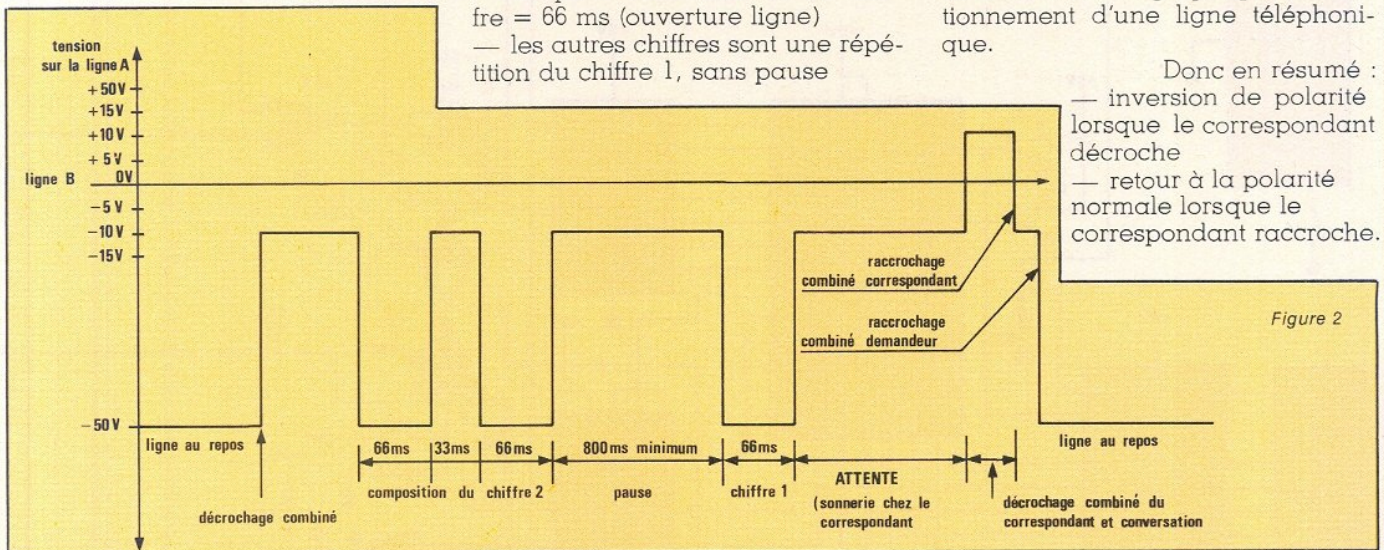 fre = 66 ms (ouverture ligne)
— les autres chiffres sont une répé-
tition du chiffre 1, sans pause
tionnement d'une ligne téléphoni-
que.
Donc en résumé :
— inversion de polarité
lorsque le correspondant
décroche
— retour à la polarité
normale lorsque le
correspondant raccroche.
tension
sur la ligne A
+50V
+15V
+10V
+5V
ligne B
0V
−5V
−10V
−15V
−50V
raccrochage
combiné correspondant
raccrochage
combiné demandeur
Figure 2
ligne au repos
66ms
33ms
66ms
800ms minimum
66ms
ligne au repos
composition du chiffre 2
pause
chiffre 1
ATTENTE
(sonnerie chez le
correspondant
décrochage combiné du
correspondant et conversation
décrochage combiné